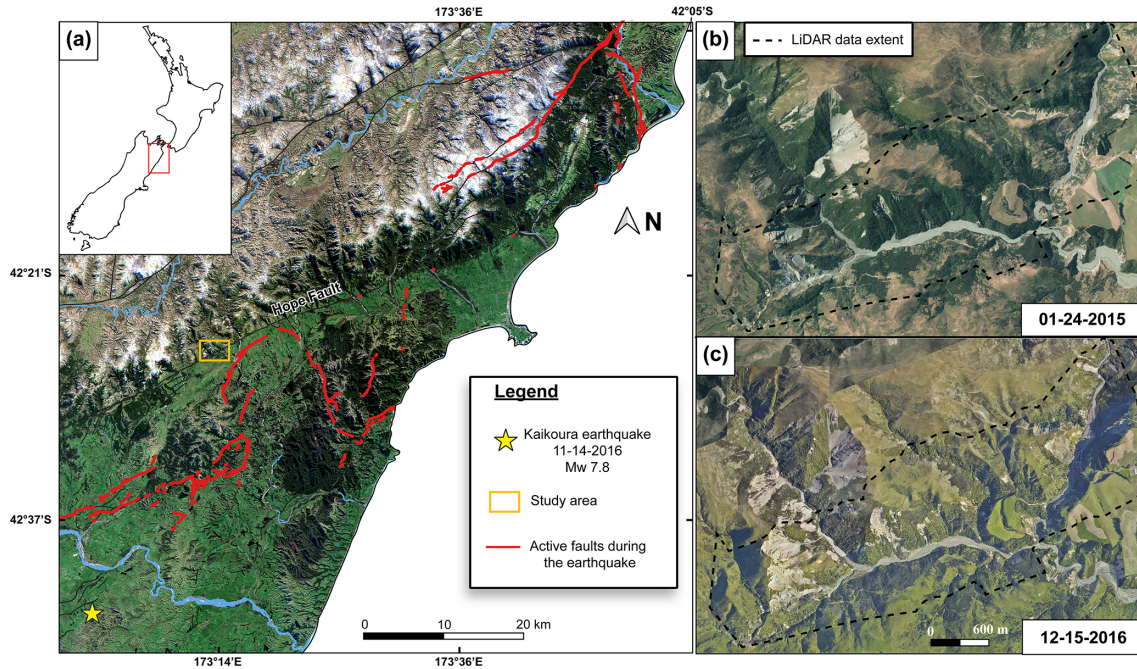 173°36'E
42°05'S
(a)
N
42°21'S
Hope Fault
42°37'S
Legend
Kaikoura earthquake
11-14-2016
Mw 7.8
Study area
Active faults during
the earthquake
0 10 20 km
173°14'E
173°36'E
(b)
LiDAR data extent
01-24-2015
(c)
0 600 m
12-15-2016